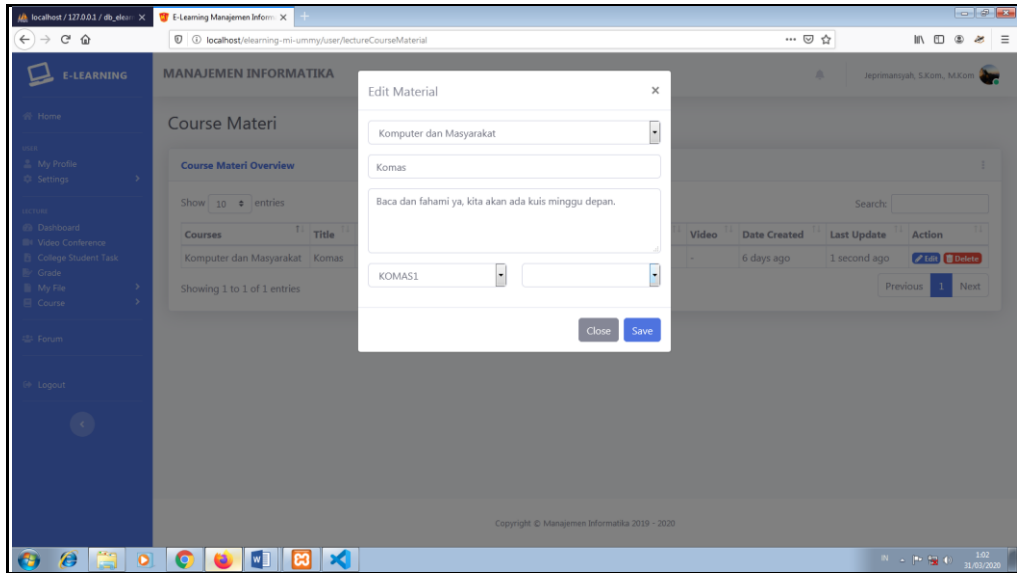 localhost / 127.0.0.1 / db_elear
E-Learning Manajemen Inform
localhost/elearning-mi-ummy/user/lectureCourseMaterial
E-LEARNING
MANAJEMEN INFORMATIKA
Jeprimansyah, S.Kom., M.Kom
Home
USER
My Profile
Settings
LECTURE
Dashboard
Video Conference
College Student Task
Grade
My File
Course
Forum
Logout
Course Materi
Course Materi Overview
Show 10 entries
Search:
Courses Title Video Date Created Last Update Action
Komputer dan Masyarakat Komas - 6 days ago 1 second ago Edit Delete
Showing 1 to 1 of 1 entries
Previous 1 Next
Edit Material ×
Komputer dan Masyarakat
Komas
Baca dan fahami ya, kita akan ada kuis minggu depan.
KOMAS1
Close Save
Copyright © Manajemen Informatika 2019 - 2020
IN
1:02
31/03/2020